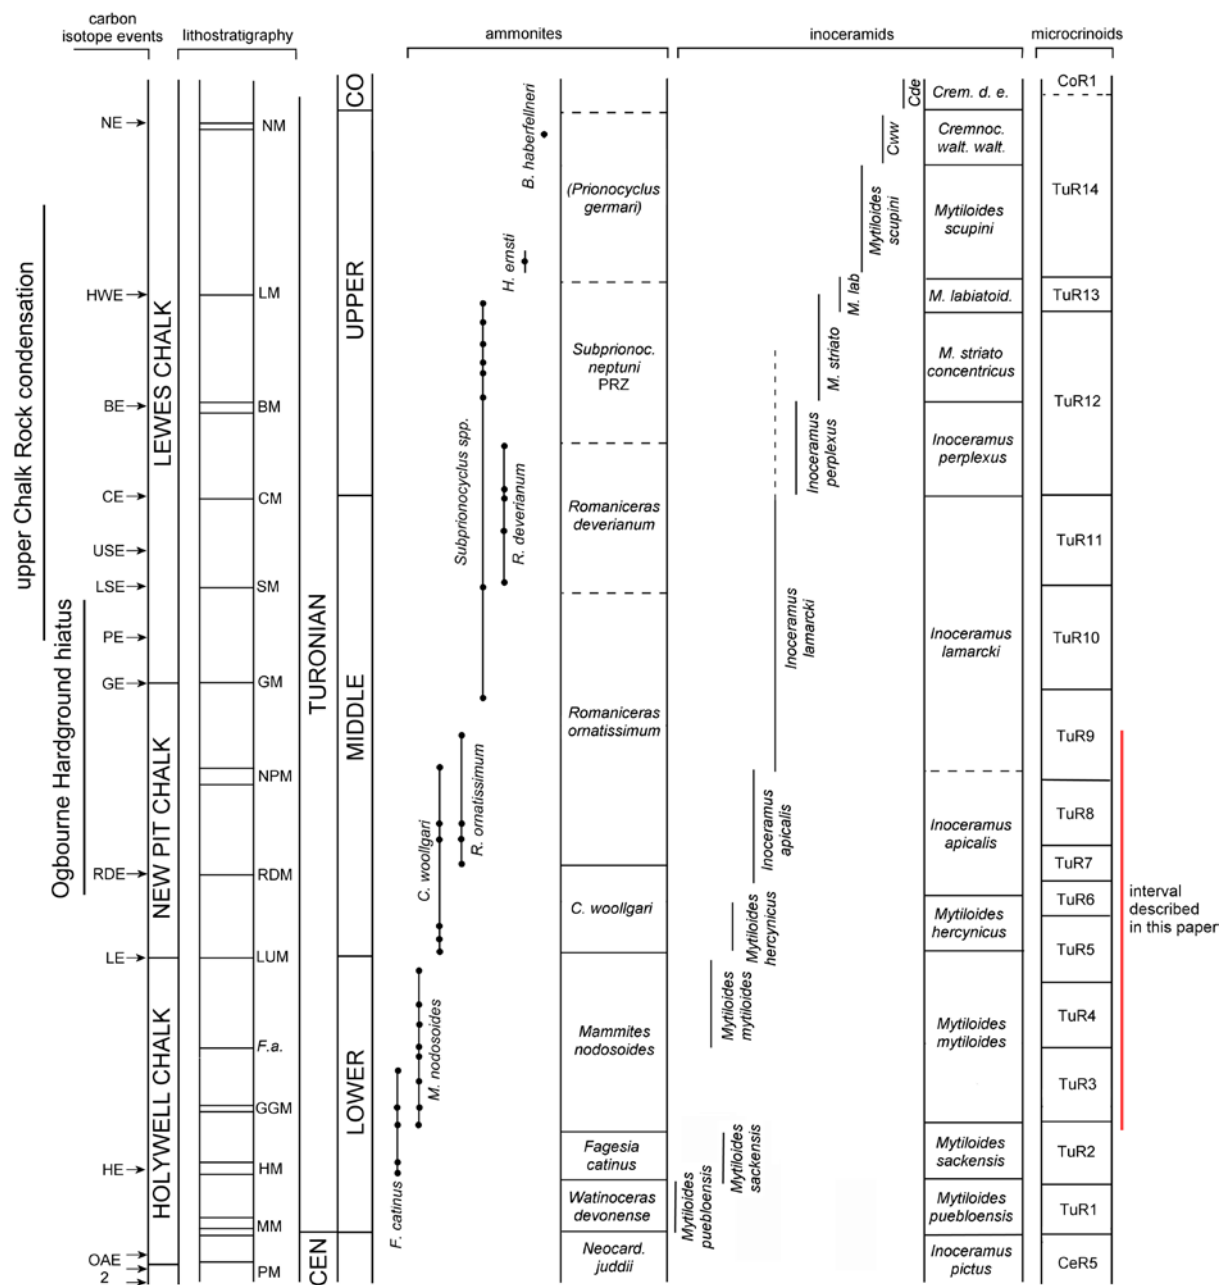 carbon
isotope events
lithostratigraphy
ammonites
inoceramids
microcrinoids
upper Chalk Rock condensation
Ogbourne Hardground hiatus
NE
HWE
BE
CE
USE
LSE
PE
GE
RDE
LE
HE
OAE
2
LEWES CHALK
NEW PIT CHALK
HOLYWELL CHALK
NM
LM
BM
CM
SM
GM
NPM
RDM
LUM
F.a.
GGM
HM
MM
PM
TURONIAN
CEN
CO
UPPER
MIDDLE
LOWER
B. haberfellneri
H. ernsti
Subprionocyclus spp.
R. deverianum
R. ornatissimum
C. woollgari
M. nodosoides
F. catinus
(Prionocyclus
germari)
Subprionoc.
neptuni
PRZ
Romaniceras
deverianum
Romaniceras
ornatissimum
C. woollgari
Mammites
nodosoides
Fagesia
catinus
Watinoceras
devonense
Neocard.
juddii
Cde
Cww
Mytiloides
scupini
M. lab
M. striato
Inoceramus
perplexus
Inoceramus
lamarcki
Inoceramus
apicalis
Mytiloides
hercynicus
Mytiloides
mytiloides
Mytiloides
sackensis
Mytiloides
puebloensis
Crem. d. e.
Cremnoc.
walt. walt.
Mytiloides
scupini
M. labiatoid.
M. striato
concentricus
Inoceramus
perplexus
Inoceramus
lamarcki
Inoceramus
apicalis
Mytiloides
hercynicus
Mytiloides
mytiloides
Mytiloides
sackensis
Mytiloides
puebloensis
Inoceramus
pictus
CoR1
TuR14
TuR13
TuR12
TuR11
TuR10
TuR9
TuR8
TuR7
TuR6
TuR5
TuR4
TuR3
TuR2
TuR1
CeR5
interval
described
in this paper